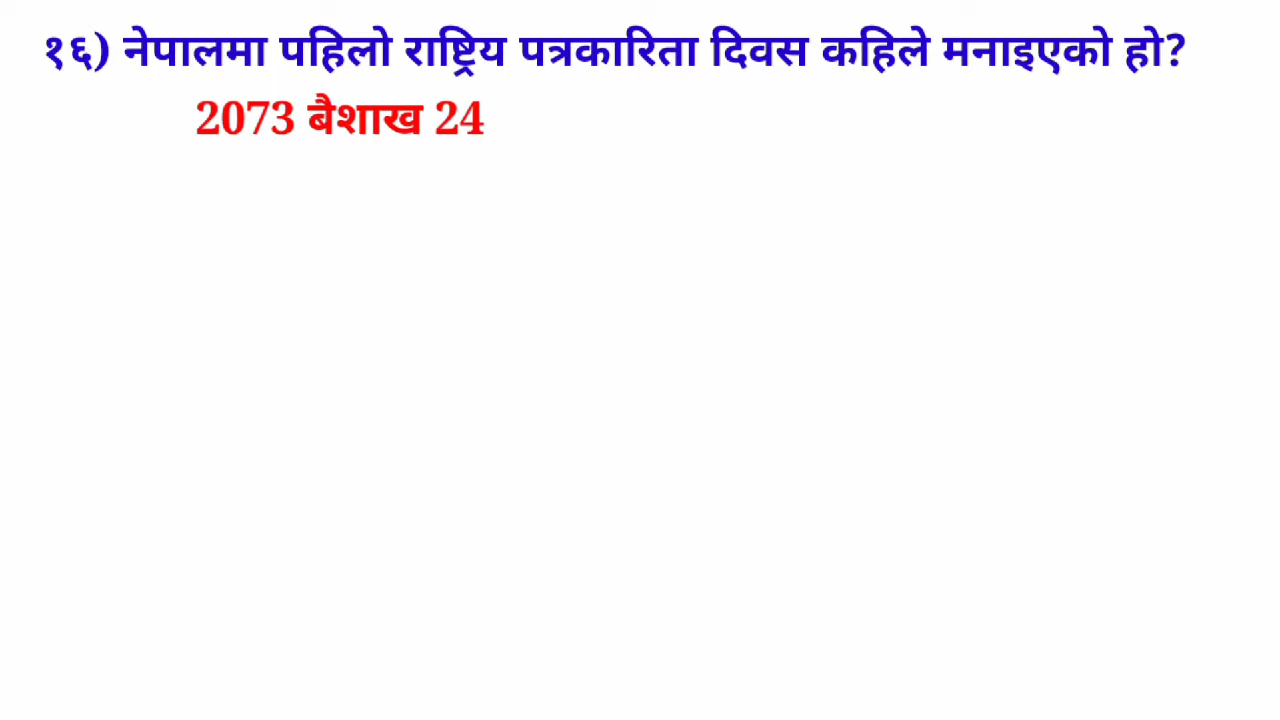 १६) नेपालमा पहिलो राष्ट्रिय पत्रकारिता दिवस कहिले मनाइएको हो?
2073 बैशाख 24